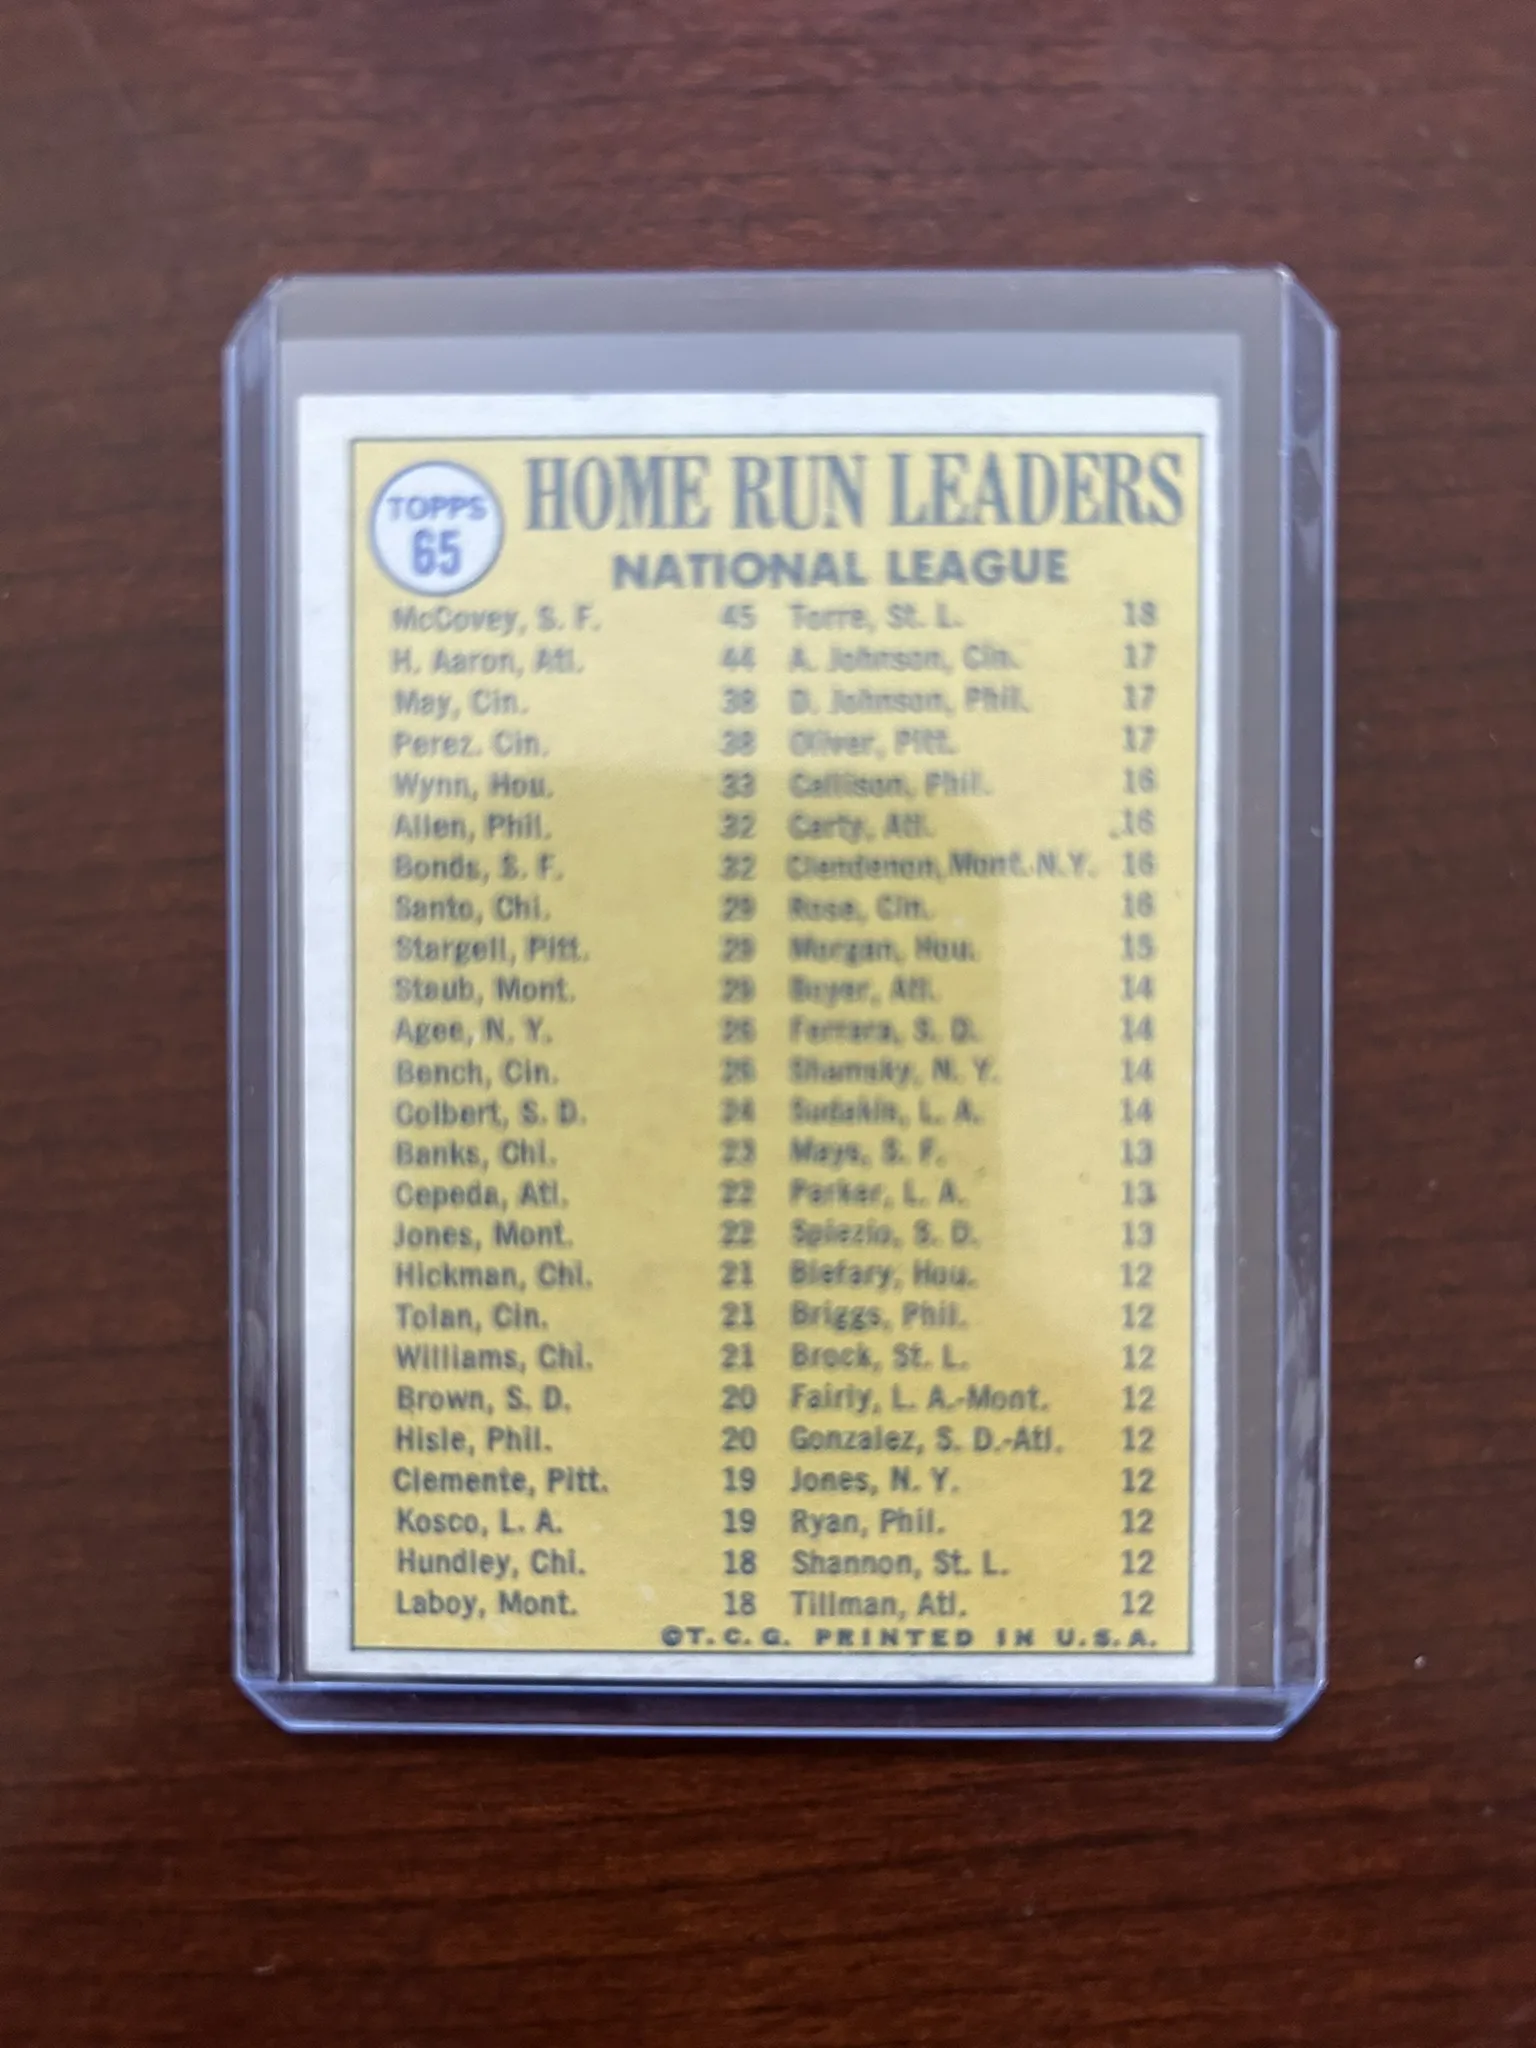 TOPPS
65
HOME RUN LEADERS
NATIONAL LEAGUE
McCovey, S. F. 45 Torre, St. L. 18
H. Aaron, Atl. 44 A. Johnson, Cin. 17
May, Cin. 38 D. Johnson, Phil. 17
Perez. Cin. 38 Oliver, Pitt. 17
Wynn, Hou. 33 Callison, Phil. 16
Allen, Phil. 32 Carty, Atl. 16
Bonds, S. F. 32 Clendenon, Mont.-N.Y. 16
Santo, Chi. 29 Rose, Cin. 16
Stargell, Pitt. 29 Morgan, Hou. 15
Staub, Mont. 29 Boyer, Atl. 14
Agee, N. Y. 26 Ferrara, S. D. 14
Bench, Cin. 26 Shamsky, N. Y. 14
Colbert, S. D. 24 Sudakis, L. A. 14
Banks, Chi. 23 Mays, S. F. 13
Cepeda, Atl. 22 Parker, L. A. 13
Jones, Mont. 22 Spiezio, S. D. 13
Hickman, Chi. 21 Blefary, Hou. 12
Tolan, Cin. 21 Briggs, Phil. 12
Williams, Chi. 21 Brock, St. L. 12
Brown, S. D. 20 Fairly, L. A.-Mont. 12
Hisle, Phil. 20 Gonzalez, S. D.-Atl. 12
Clemente, Pitt. 19 Jones, N. Y. 12
Kosco, L. A. 19 Ryan, Phil. 12
Hundley, Chi. 18 Shannon, St. L. 12
Laboy, Mont. 18 Tillman, Atl. 12
©T. C. G. PRINTED IN U.S.A.